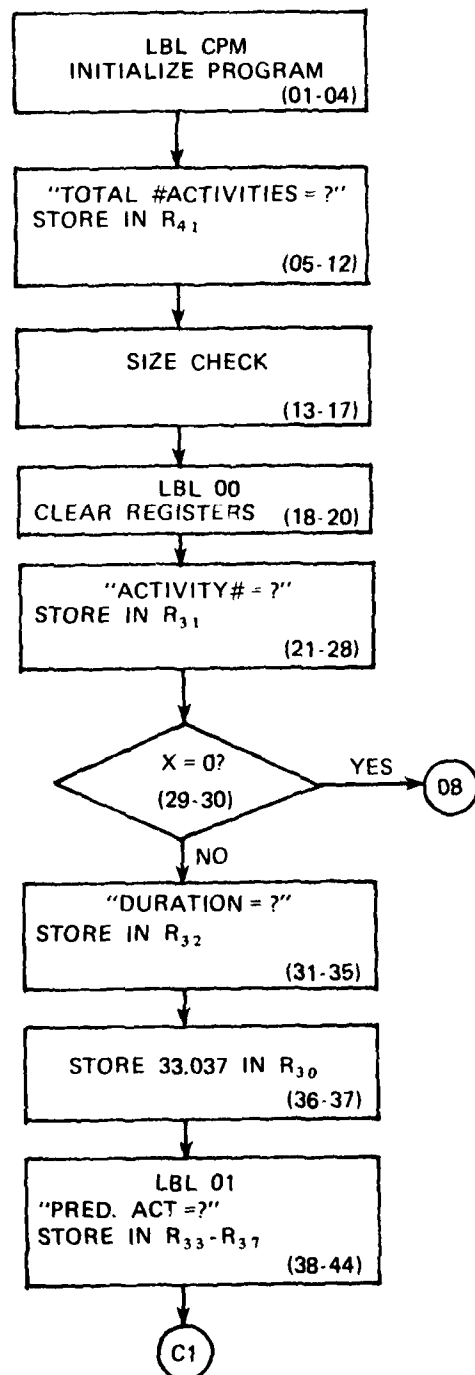 LBL CPM
INITIALIZE PROGRAM
(01-04)
"TOTAL #ACTIVITIES = ?"
STORE IN R41
(05-12)
SIZE CHECK
(13-17)
LBL 00
CLEAR REGISTERS (18-20)
"ACTIVITY# = ?"
STORE IN R31
(21-28)
X = 0?
(29-30)
YES
08
NO
"DURATION = ?"
STORE IN R32
(31-35)
STORE 33.037 IN R30
(36-37)
LBL 01
"PRED. ACT =?"
STORE IN R33-R37
(38-44)
C1